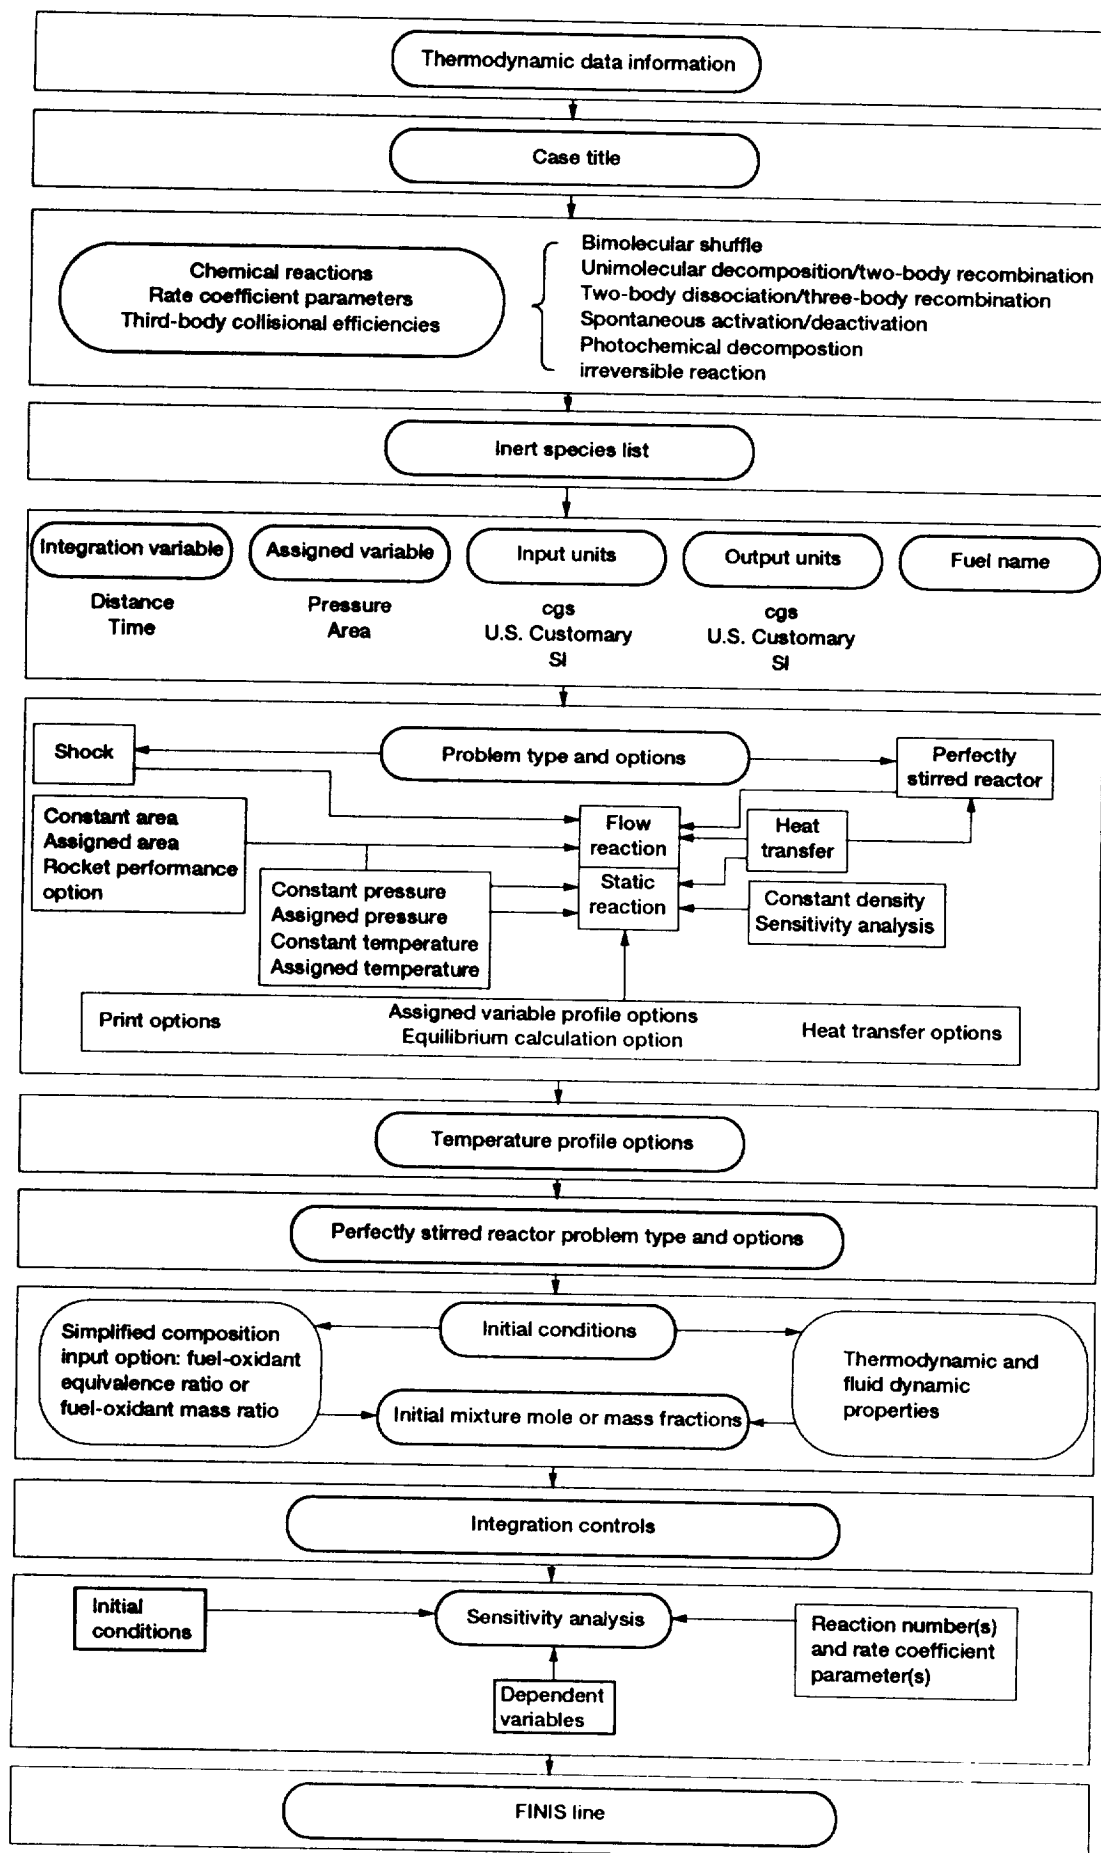 Thermodynamic data information
Case title
Chemical reactions
Rate coefficient parameters
Third-body collisional efficiencies
Bimolecular shuffle
Unimolecular decomposition/two-body recombination
Two-body dissociation/three-body recombination
Spontaneous activation/deactivation
Photochemical decompostion
irreversible reaction
Inert species list
Integration variable
Distance
Time
Assigned variable
Pressure
Area
Input units
cgs
U.S. Customary
SI
Output units
cgs
U.S. Customary
SI
Fuel name
Shock
Problem type and options
Perfectly
stirred reactor
Constant area
Assigned area
Rocket performance
option
Flow
reaction
Heat
transfer
Constant pressure
Assigned pressure
Constant temperature
Assigned temperature
Static
reaction
Constant density
Sensitivity analysis
Print options
Assigned variable profile options
Equilibrium calculation option
Heat transfer options
Temperature profile options
Perfectly stirred reactor problem type and options
Simplified composition
input option: fuel-oxidant
equivalence ratio or
fuel-oxidant mass ratio
Initial conditions
Thermodynamic and
fluid dynamic
properties
Initial mixture mole or mass fractions
Integration controls
Initial
conditions
Sensitivity analysis
Reaction number(s)
and rate coefficient
parameter(s)
Dependent
variables
FINIS line